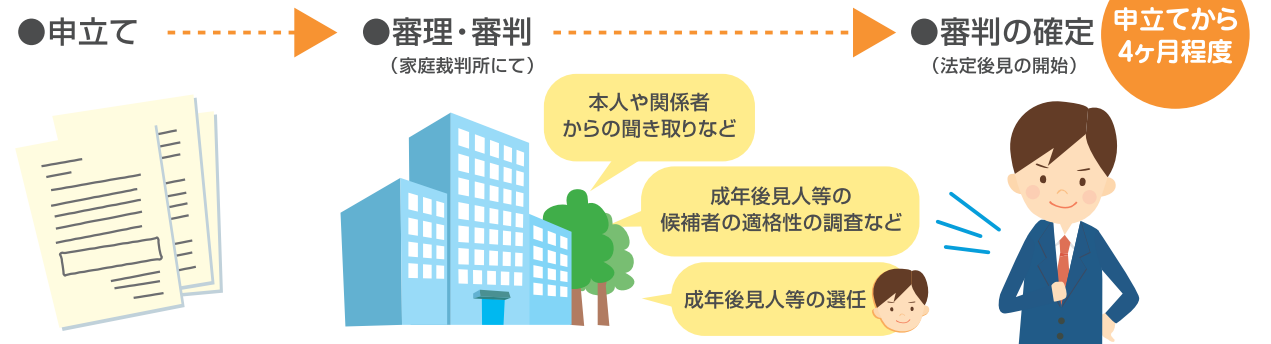 ●申立て
●審理・審判
（家庭裁判所にて）
本人や関係者
からの聞き取りなど
成年後見人等の
候補者の適格性の調査など
成年後見人等の選任
●審判の確定
（法定後見の開始）
申立てから
4ヶ月程度